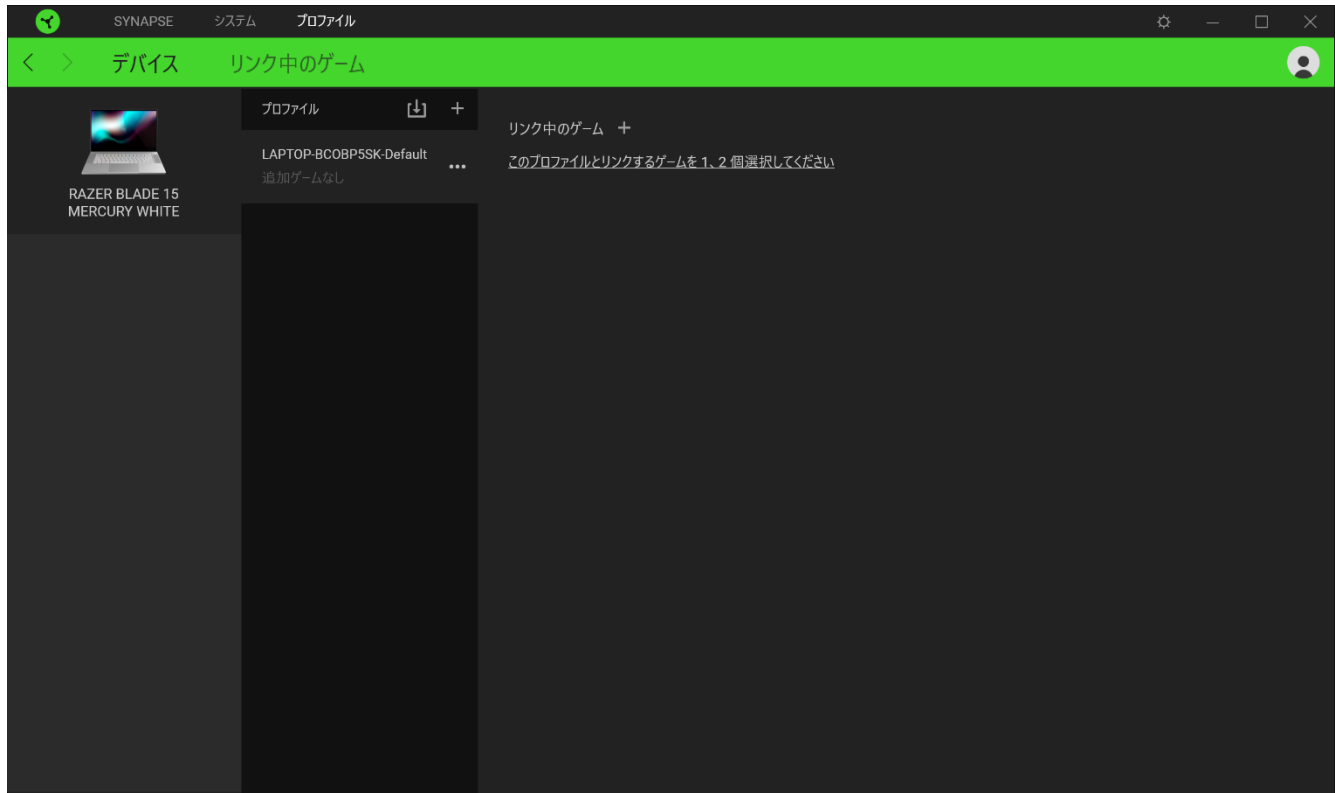 SYNAPSE システム プロファイル
デバイス リンク中のゲーム
RAZER BLADE 15
MERCURY WHITE
プロファイル
LAPTOP-BCOBP5SK-Default
追加ゲームなし
リンク中のゲーム
このプロファイルとリンクするゲームを 1、2 個選択してください